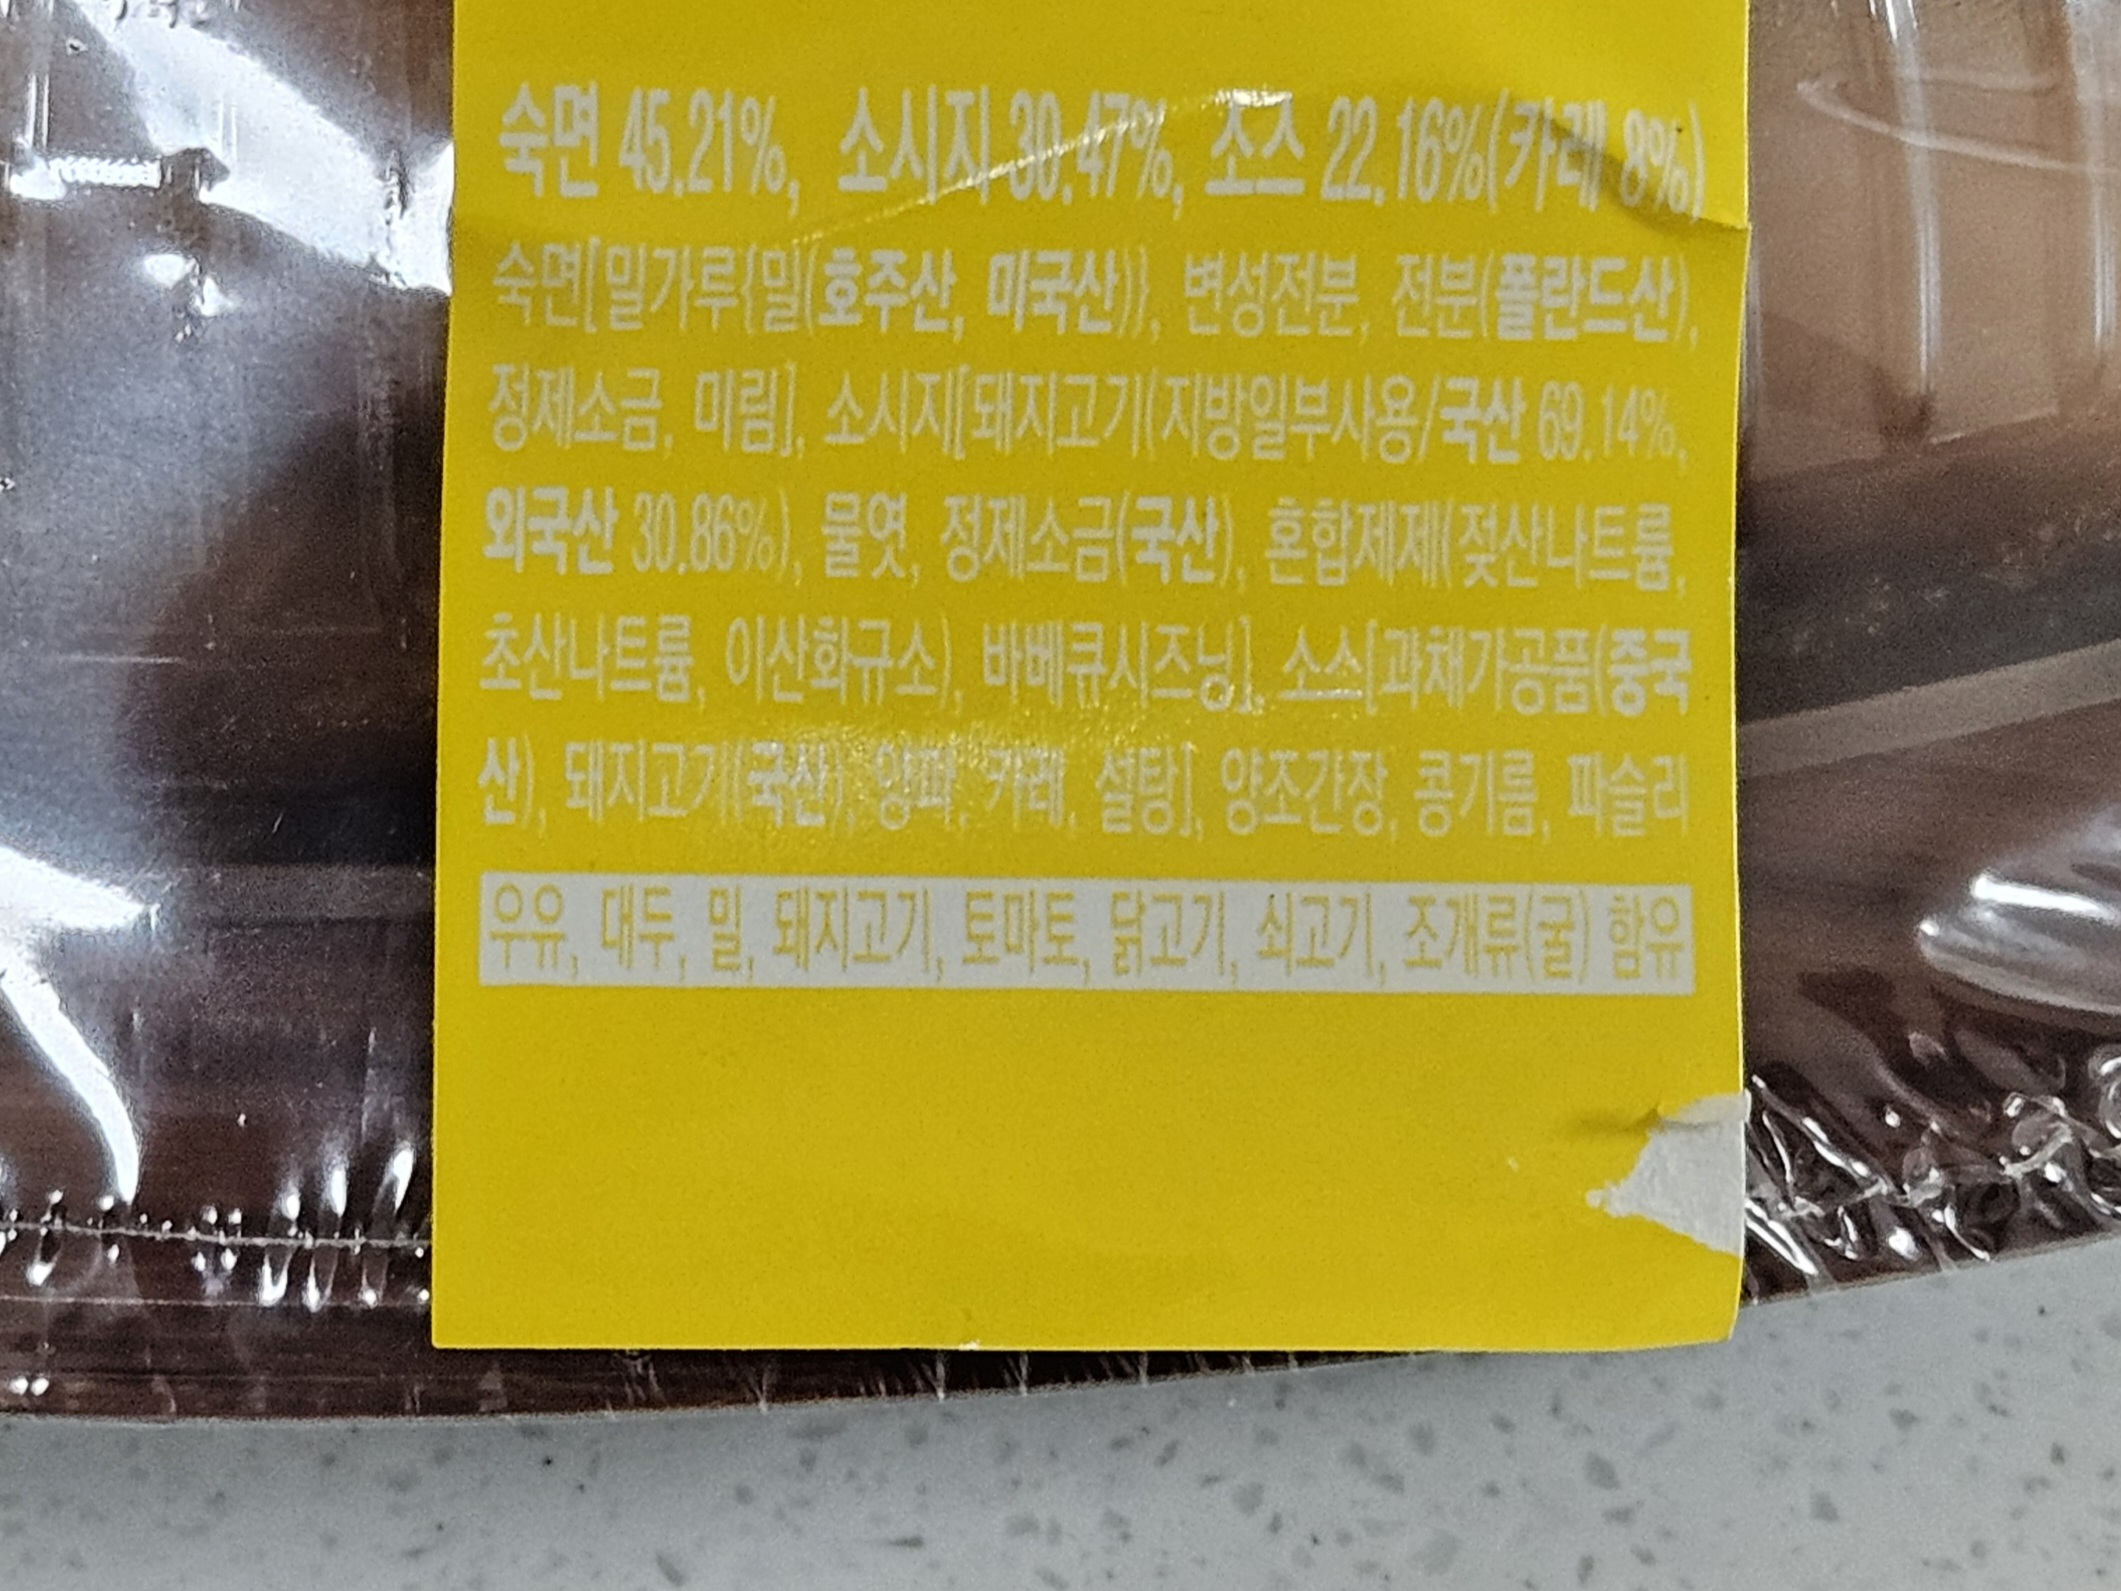 숙면 45.21%, 소시지 30.47%, 소스 22.16%(카레 8%)
숙면[밀가루{밀(호주산, 미국산)}, 변성전분, 전분(폴란드산),
정제소금, 미림], 소시지[돼지고기(지방일부사용/국산 69.14%,
외국산 30.86%), 물엿, 정제소금(국산), 혼합제제(젖산나트륨,
초산나트륨, 이산화규소), 바베큐시즈닝], 소스[과채가공품(중국
산), 돼지고기(국산), 양파, 카레, 설탕], 양조간장, 콩기름, 파슬리
우유, 대두, 밀, 돼지고기, 토마토, 닭고기, 쇠고기, 조개류(굴) 함유